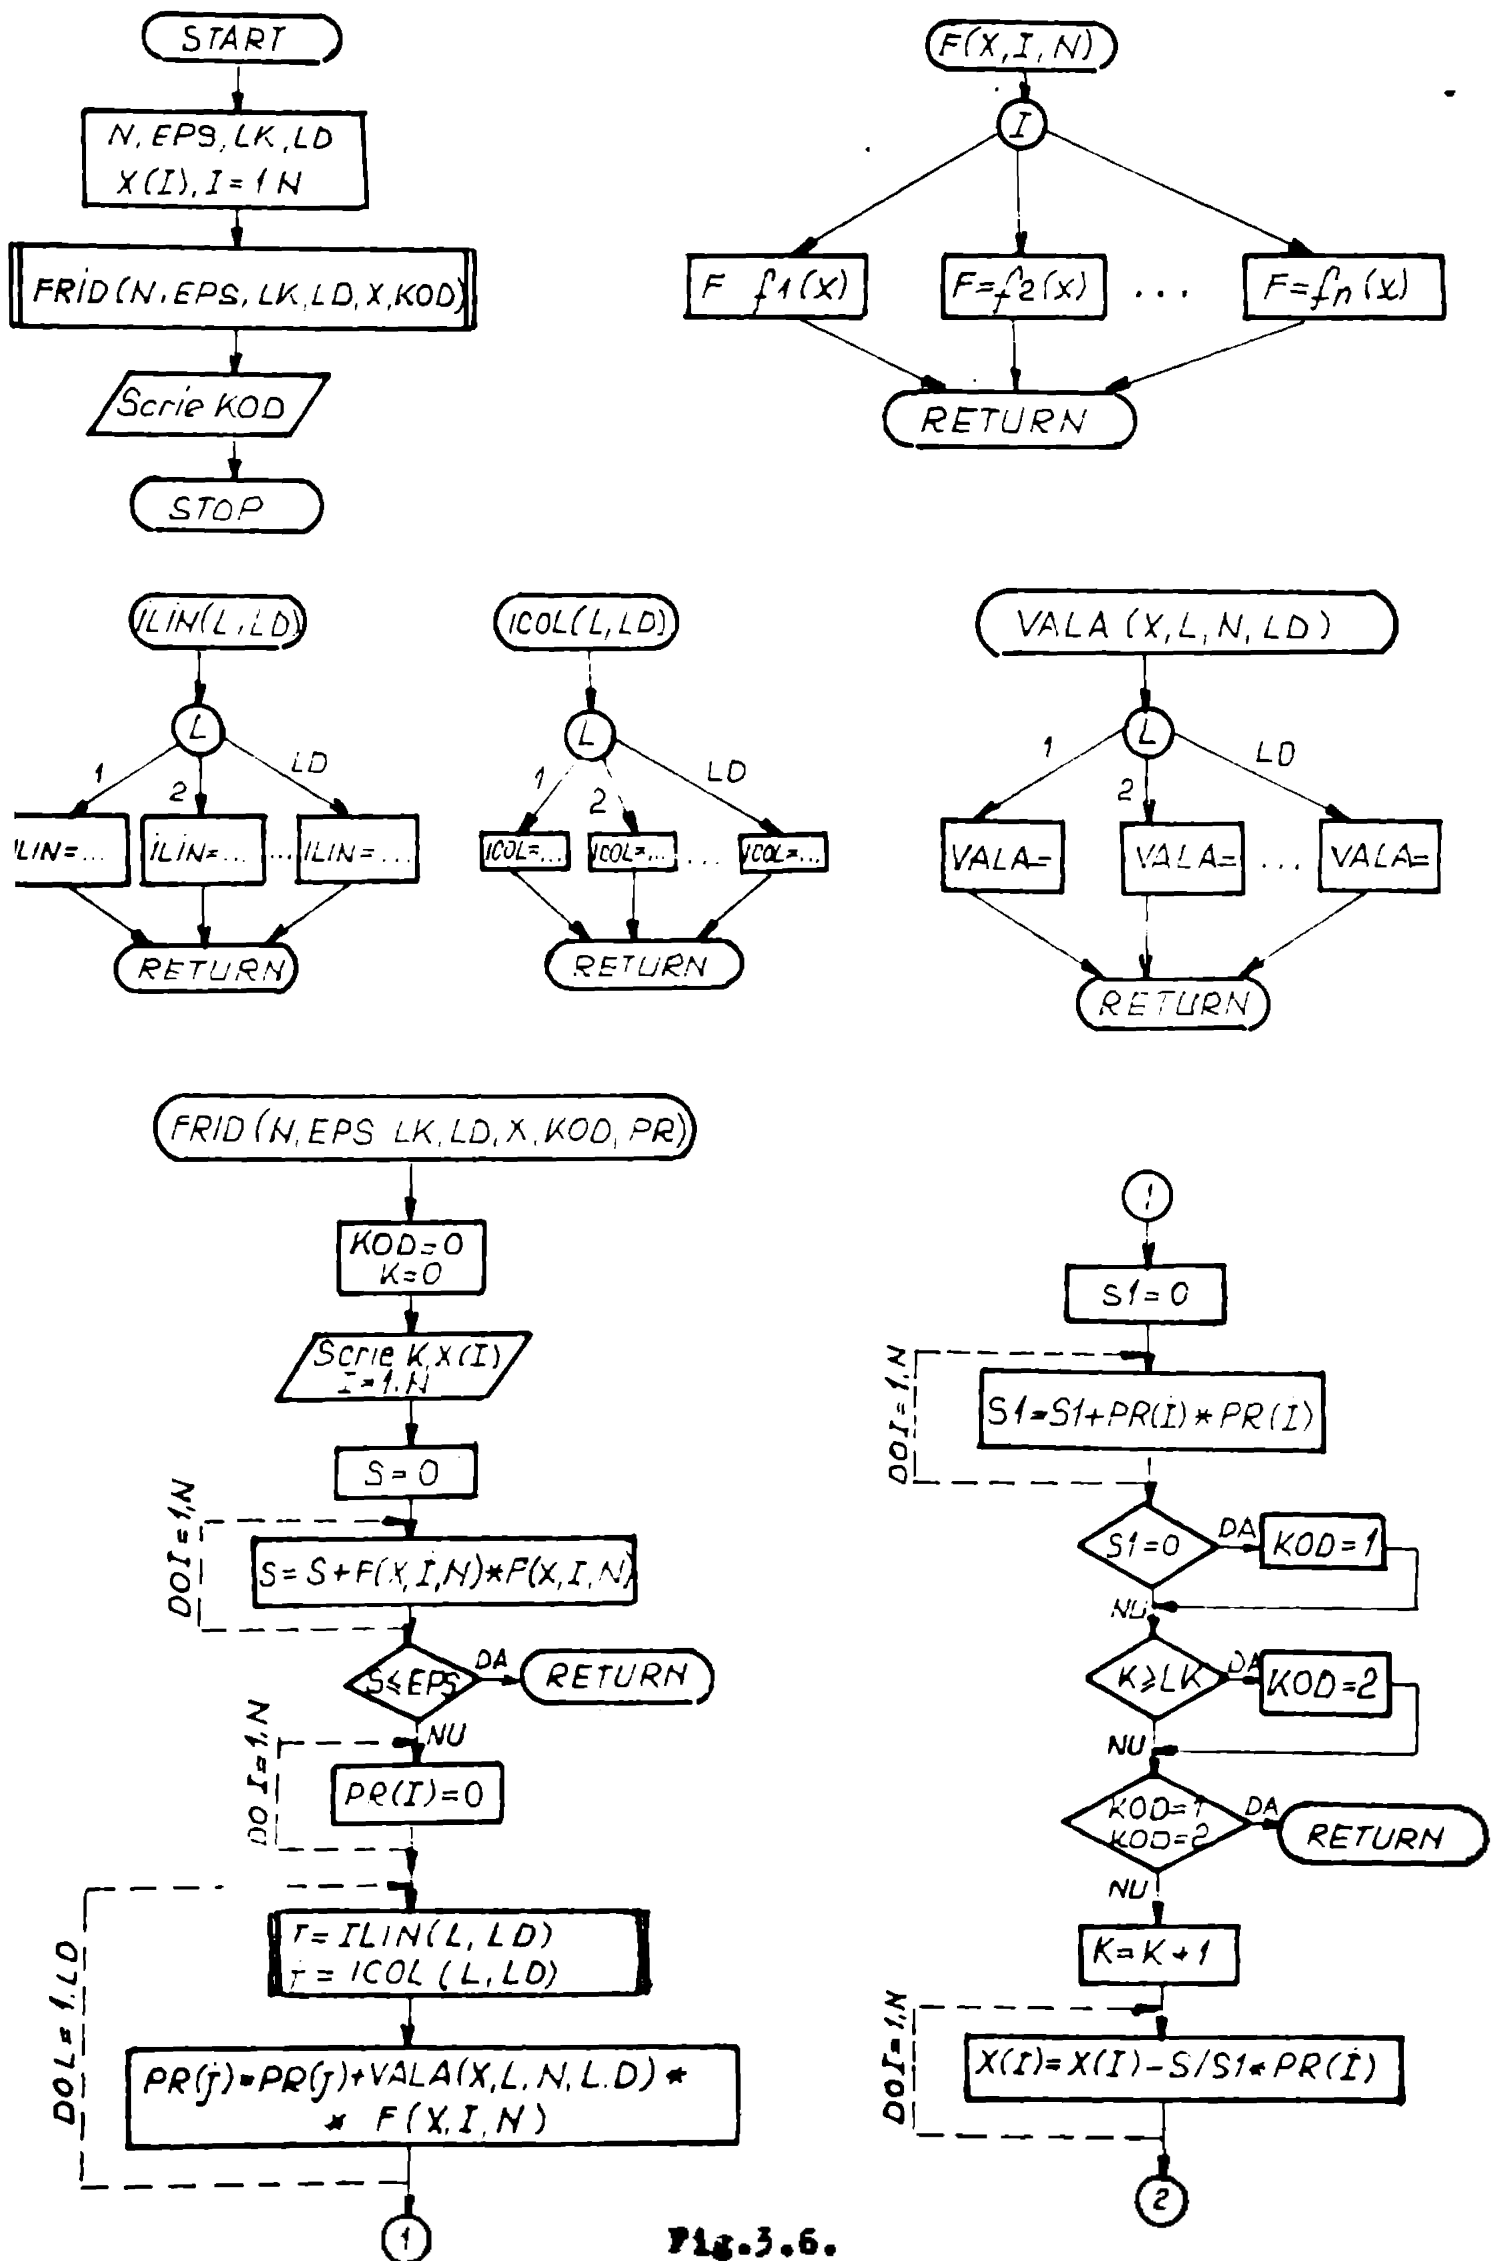 START
N, EPS, LK, LD
X(I), I=1 N
FRID(N, EPS, LK, LD, X, KOD)
Scrie KOD
STOP
F(X, I, N)
I
F f1(x)
F=f2(x)
...
F=fn(x)
RETURN
ILIN(L, LD)
L
1
2
LD
ILIN=...
ILIN=...
...
ILIN=...
RETURN
ICOL(L, LD)
L
1
2
LD
ICOL=...
ICOL=...
...
ICOL=...
RETURN
VALA (X, L, N, LD)
L
1
2
LD
VALA=
VALA=
...
VALA=
RETURN
FRID(N, EPS LK, LD, X, KOD, PR)
KOD=0
K=0
Scrie K, X(I)
I=1,N
S=0
DO I=1,N
S=S+F(X,I,N)*F(X,I,N)
S≤EPS
DA
RETURN
NU
DO I=1,N
PR(I)=0
DO L=1,LD
=ILIN(L, LD)
=ICOL(L, LD)
PR(j)=PR(j)+VALA(X,L,N,L.D)*
* F(X,I,N)
1
1
S1=0
DO I=1,N
S1=S1+PR(I)*PR(I)
S1=0
DA
KOD=1
NU
K≥LK
DA
KOD=2
NU
KOD=1
KOD=2
DA
RETURN
NU
K=K+1
DO I=1,N
X(I)=X(I)-S/S1*PR(I)
2
Fig.3.6.